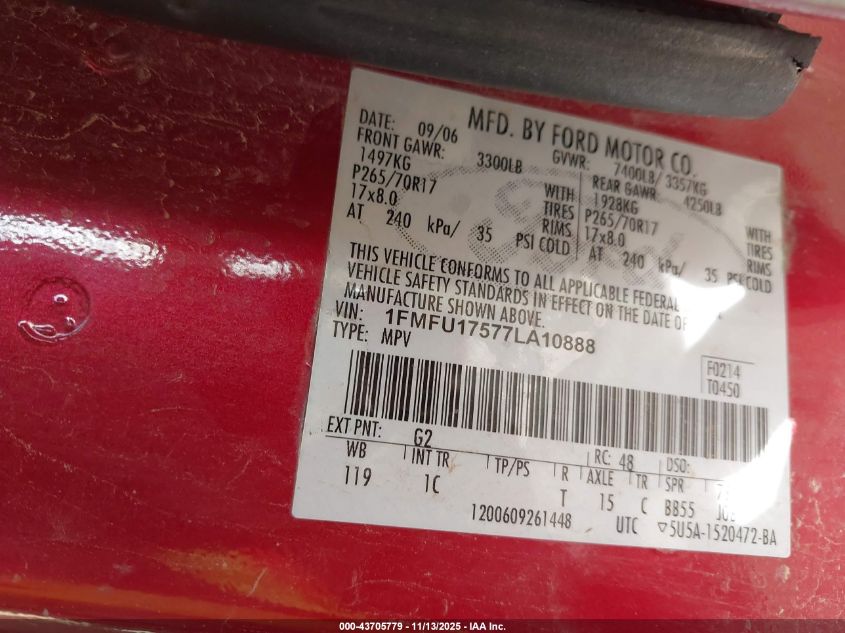 MFD. BY FORD MOTOR CO.
DATE: 09/06 GVWR: 7400LB/ 3357KG
FRONT GAWR: 3300LB REAR GAWR: 4250LB
1497KG WITH 1928KG WITH
P265/70R17 TIRES P265/70R17 TIRES
17x8.0 RIMS 17x8.0 RIMS
AT 240 kPa/ 35 PSI COLD AT 240 kPa/ 35 PSI COLD
THIS VEHICLE CONFORMS TO ALL APPLICABLE FEDERAL
VEHICLE SAFETY STANDARDS IN EFFECT ON THE DATE OF
MANUFACTURE SHOWN ABOVE.
VIN: 1FMFU17577LA10888
TYPE: MPV
F0214
T0450
EXT PNT: G2 RC: 48 DSO:
WB INT TR TP/PS R AXLE TR SPR
119 1C T 15 C BB55
1200609261448 UTC ▽5U5A-1520472-BA
000-43705779 - 11/13/2025 - IAA Inc.